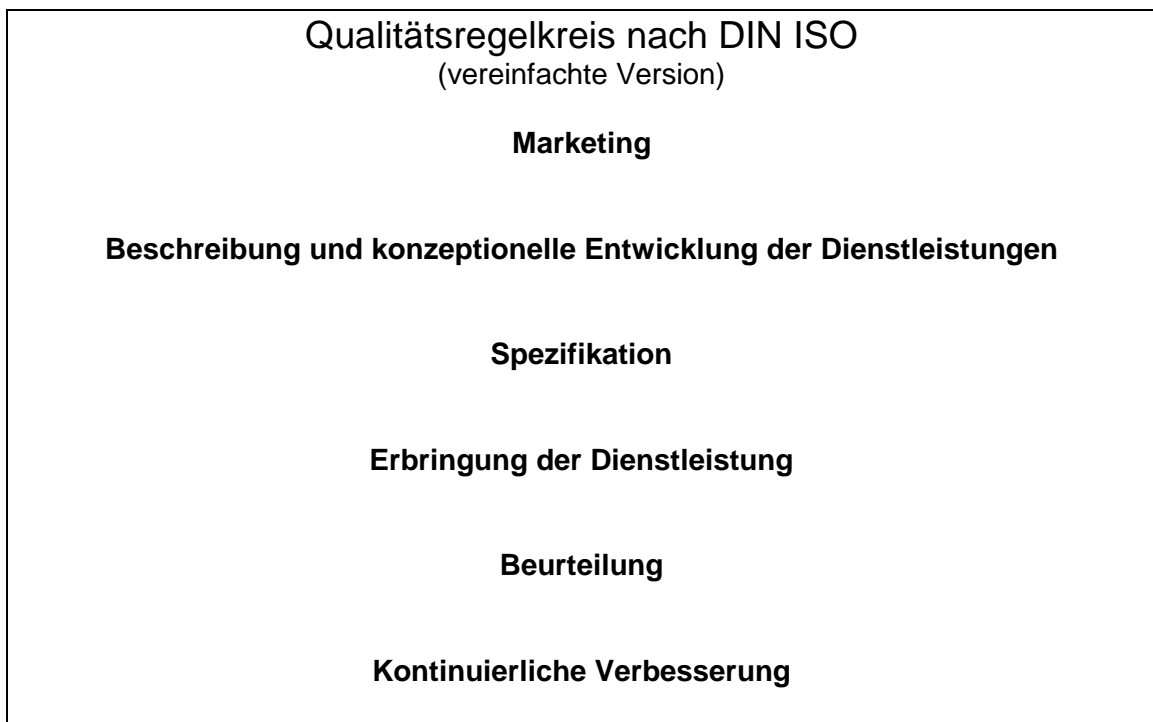 Qualitätsregelkreis nach DIN ISO
(vereinfachte Version)
Marketing
Beschreibung und konzeptionelle Entwicklung der Dienstleistungen
Spezifikation
Erbringung der Dienstleistung
Beurteilung
Kontinuierliche Verbesserung